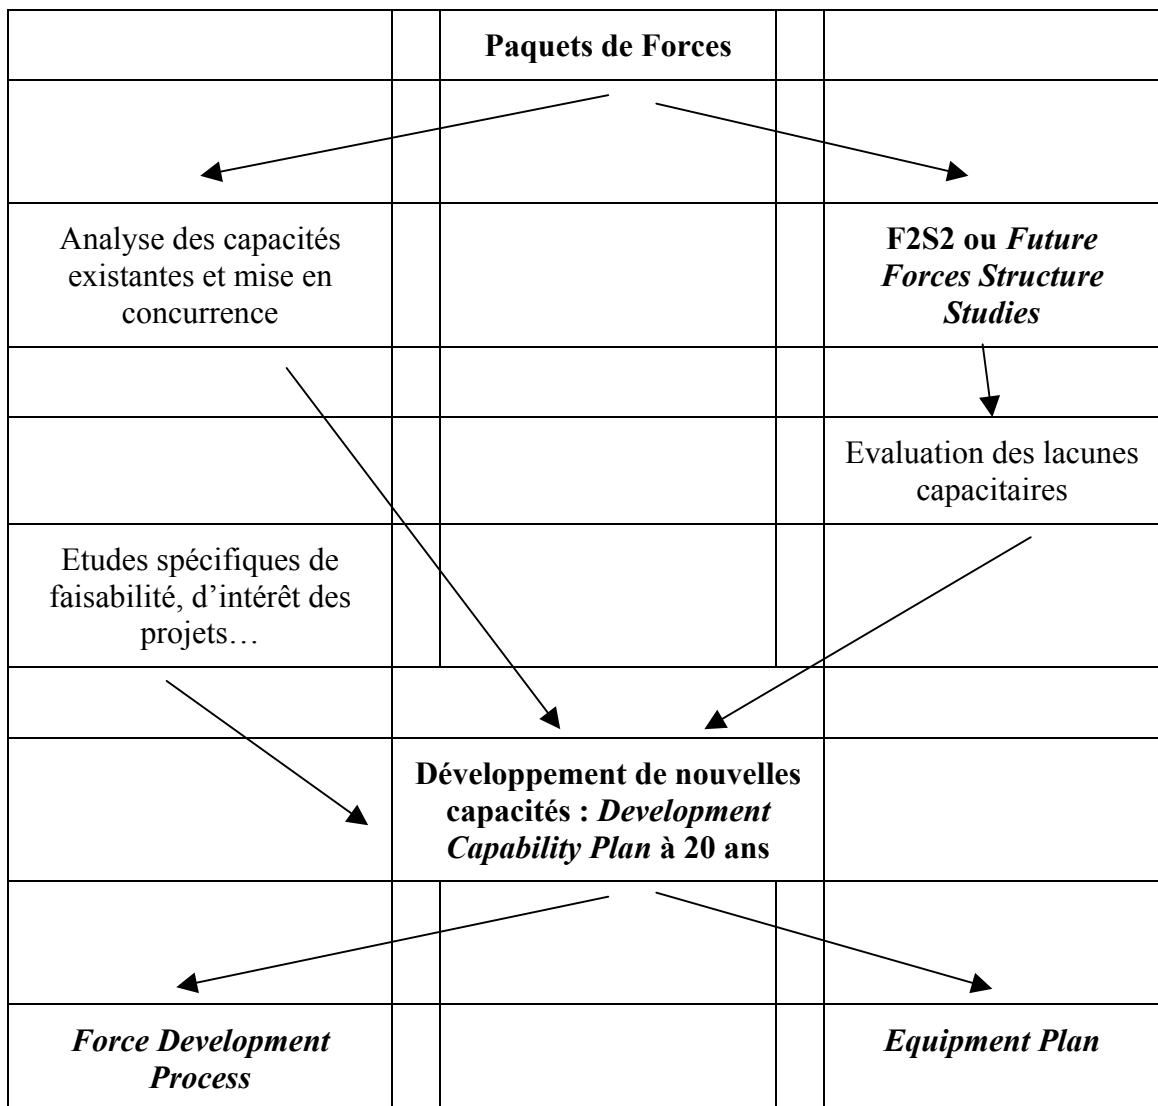 Paquets de Forces
Analyse des capacités
existantes et mise en
concurrence
F2S2 ou Future
Forces Structure
Studies
Evaluation des lacunes
capacitaires
Etudes spécifiques de
faisabilité, d’intérêt des
projets…
Développement de nouvelles
capacités : Development
Capability Plan à 20 ans
Force Development
Process
Equipment Plan